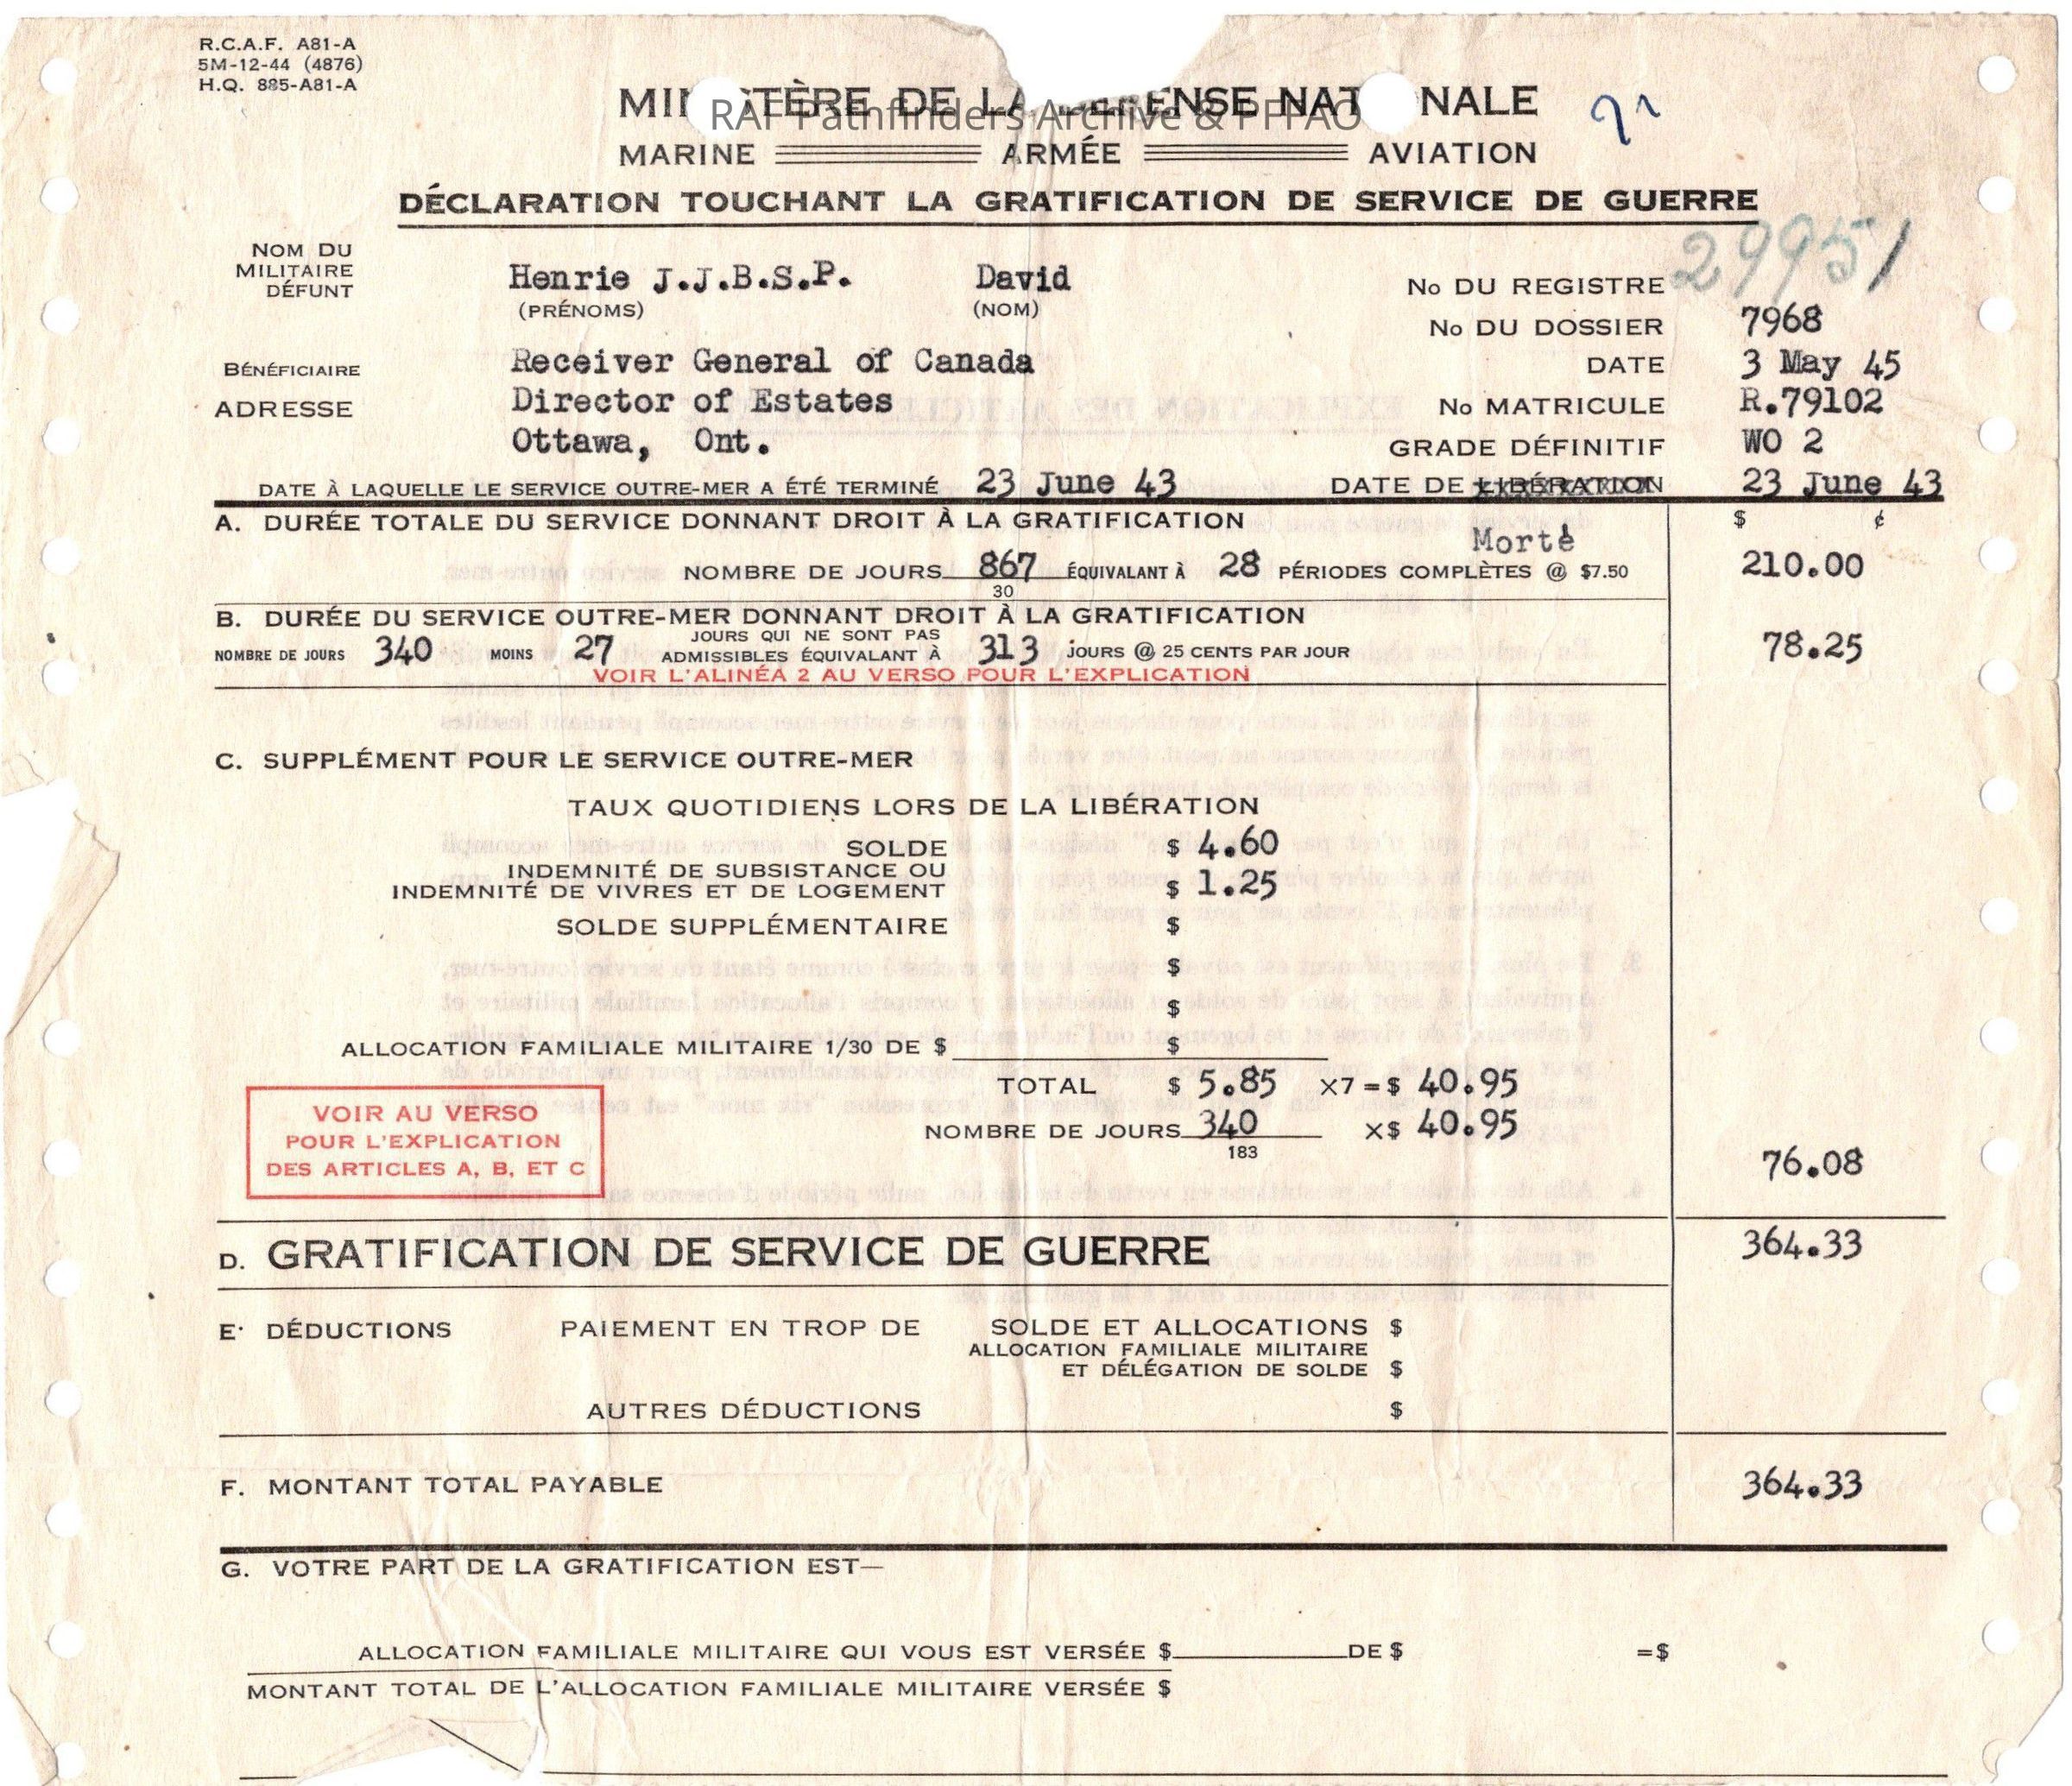 R.C.A.F. A81-A
5M-12-44 (4876)
H.Q. 885-A81-A
MINISTÈRE DE LA DÉFENSE NATIONALE
RAF Pathfinders Archive & PFFAO
MARINE ARMÉE AVIATION
DÉCLARATION TOUCHANT LA GRATIFICATION DE SERVICE DE GUERRE
29951
NOM DU MILITAIRE DÉFUNT Henrie J.J.B.S.P. David
(PRÉNOMS) (NOM)
No DU REGISTRE
No DU DOSSIER 7968
BÉNÉFICIAIRE Receiver General of Canada DATE 3 May 45
ADRESSE Director of Estates No MATRICULE R.79102
Ottawa, Ont. GRADE DÉFINITIF WO 2
DATE À LAQUELLE LE SERVICE OUTRE-MER A ÉTÉ TERMINÉ 23 June 43 DATE DE LIBÉRATION 23 June 43
A. DURÉE TOTALE DU SERVICE DONNANT DROIT À LA GRATIFICATION $ ¢
Morte
NOMBRE DE JOURS 867 ÉQUIVALANT À 28 PÉRIODES COMPLÈTES @ $7.50 210.00
30
B. DURÉE DU SERVICE OUTRE-MER DONNANT DROIT À LA GRATIFICATION
NOMBRE DE JOURS 340 MOINS 27 JOURS QUI NE SONT PAS ADMISSIBLES ÉQUIVALANT À 313 JOURS @ 25 CENTS PAR JOUR 78.25
VOIR L'ALINÉA 2 AU VERSO POUR L'EXPLICATION
C. SUPPLÉMENT POUR LE SERVICE OUTRE-MER
TAUX QUOTIDIENS LORS DE LA LIBÉRATION
SOLDE $ 4.60
INDEMNITÉ DE SUBSISTANCE OU
INDEMNITÉ DE VIVRES ET DE LOGEMENT $ 1.25
SOLDE SUPPLÉMENTAIRE $
$
$
ALLOCATION FAMILIALE MILITAIRE 1/30 DE $ $
TOTAL $ 5.85 X7 = $ 40.95
NOMBRE DE JOURS 340 X$ 40.95
183
76.08
VOIR AU VERSO
POUR L'EXPLICATION
DES ARTICLES A, B, ET C
D. GRATIFICATION DE SERVICE DE GUERRE 364.33
E. DÉDUCTIONS PAIEMENT EN TROP DE SOLDE ET ALLOCATIONS $
ALLOCATION FAMILIALE MILITAIRE
ET DÉLÉGATION DE SOLDE $
AUTRES DÉDUCTIONS $
F. MONTANT TOTAL PAYABLE 364.33
G. VOTRE PART DE LA GRATIFICATION EST—
ALLOCATION FAMILIALE MILITAIRE QUI VOUS EST VERSÉE $ DE $ =$
MONTANT TOTAL DE L'ALLOCATION FAMILIALE MILITAIRE VERSÉE $